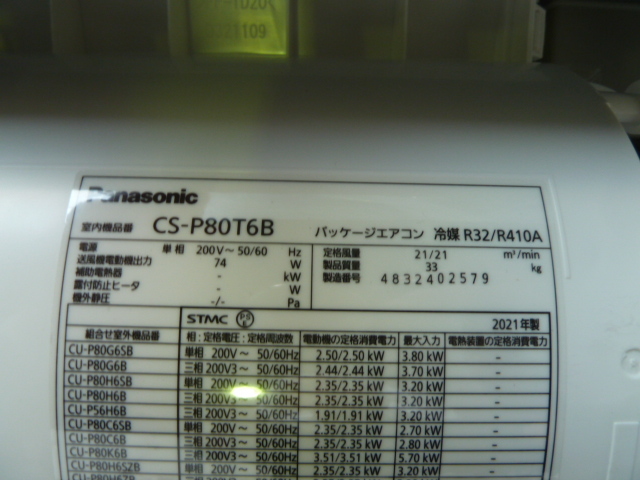 21109
Panasonic
室内機品番 CS-P80T6B パッケージエアコン 冷媒 R32/R410A
電源 単相 200V～ 50/60 Hz 定格風量 21/21 m³/min
送風機電動機出力 74 W 製品質量 33 kg
補助電熱器 - kW 製造番号 4832402579
露付防止ヒータ - W
機外静圧 -/- Pa
STMC PSE 2021年製
組合せ室外機品番 相：定格電圧：定格周波数 電動機の定格消費電力 最大入力 電熱装置の定格消費電力
CU-P80G6SB 単相 200V～ 50/60Hz 2.50/2.50 kW 3.80 kW -
CU-P80G6B 三相 200V3～ 50/60Hz 2.44/2.44 kW 3.70 kW -
CU-P80H6SB 単相 200V～ 50/60Hz 2.35/2.35 kW 3.20 kW -
CU-P80H6B 三相 200V3～ 50/60Hz 2.35/2.35 kW 3.20 kW -
CU-P56H6B 三相 200V3～ 50/60Hz 1.91/1.91 kW 3.20 kW -
CU-P80C6SB 単相 200V～ 50/60Hz 2.35/2.35 kW 2.70 kW -
CU-P80C6B 三相 200V3～ 50/60Hz 2.35/2.35 kW 2.80 kW -
CU-P80K6B 三相 200V3～ 50/60Hz 3.51/3.51 kW 5.70 kW -
CU-P80H6SZB 単相 200V～ 50/60Hz 2.35/2.35 kW 3.20 kW -